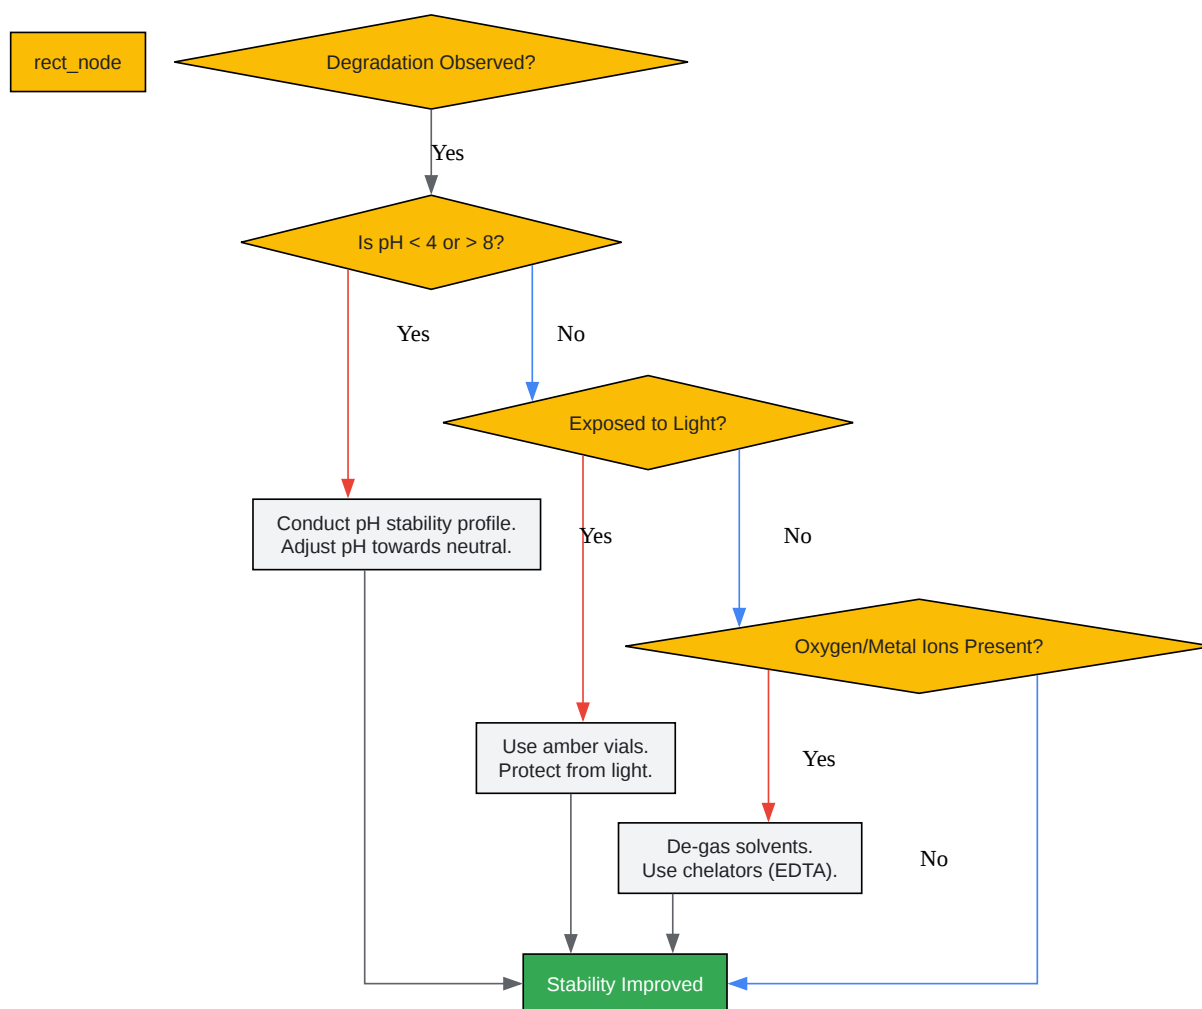 rect_node
Degradation Observed?
Yes
Is pH < 4 or > 8?
Yes
No
Exposed to Light?
Conduct pH stability profile.
Adjust pH towards neutral.
Yes
No
Oxygen/Metal Ions Present?
Use amber vials.
Protect from light.
Yes
De-gas solvents.
Use chelators (EDTA).
No
Stability Improved